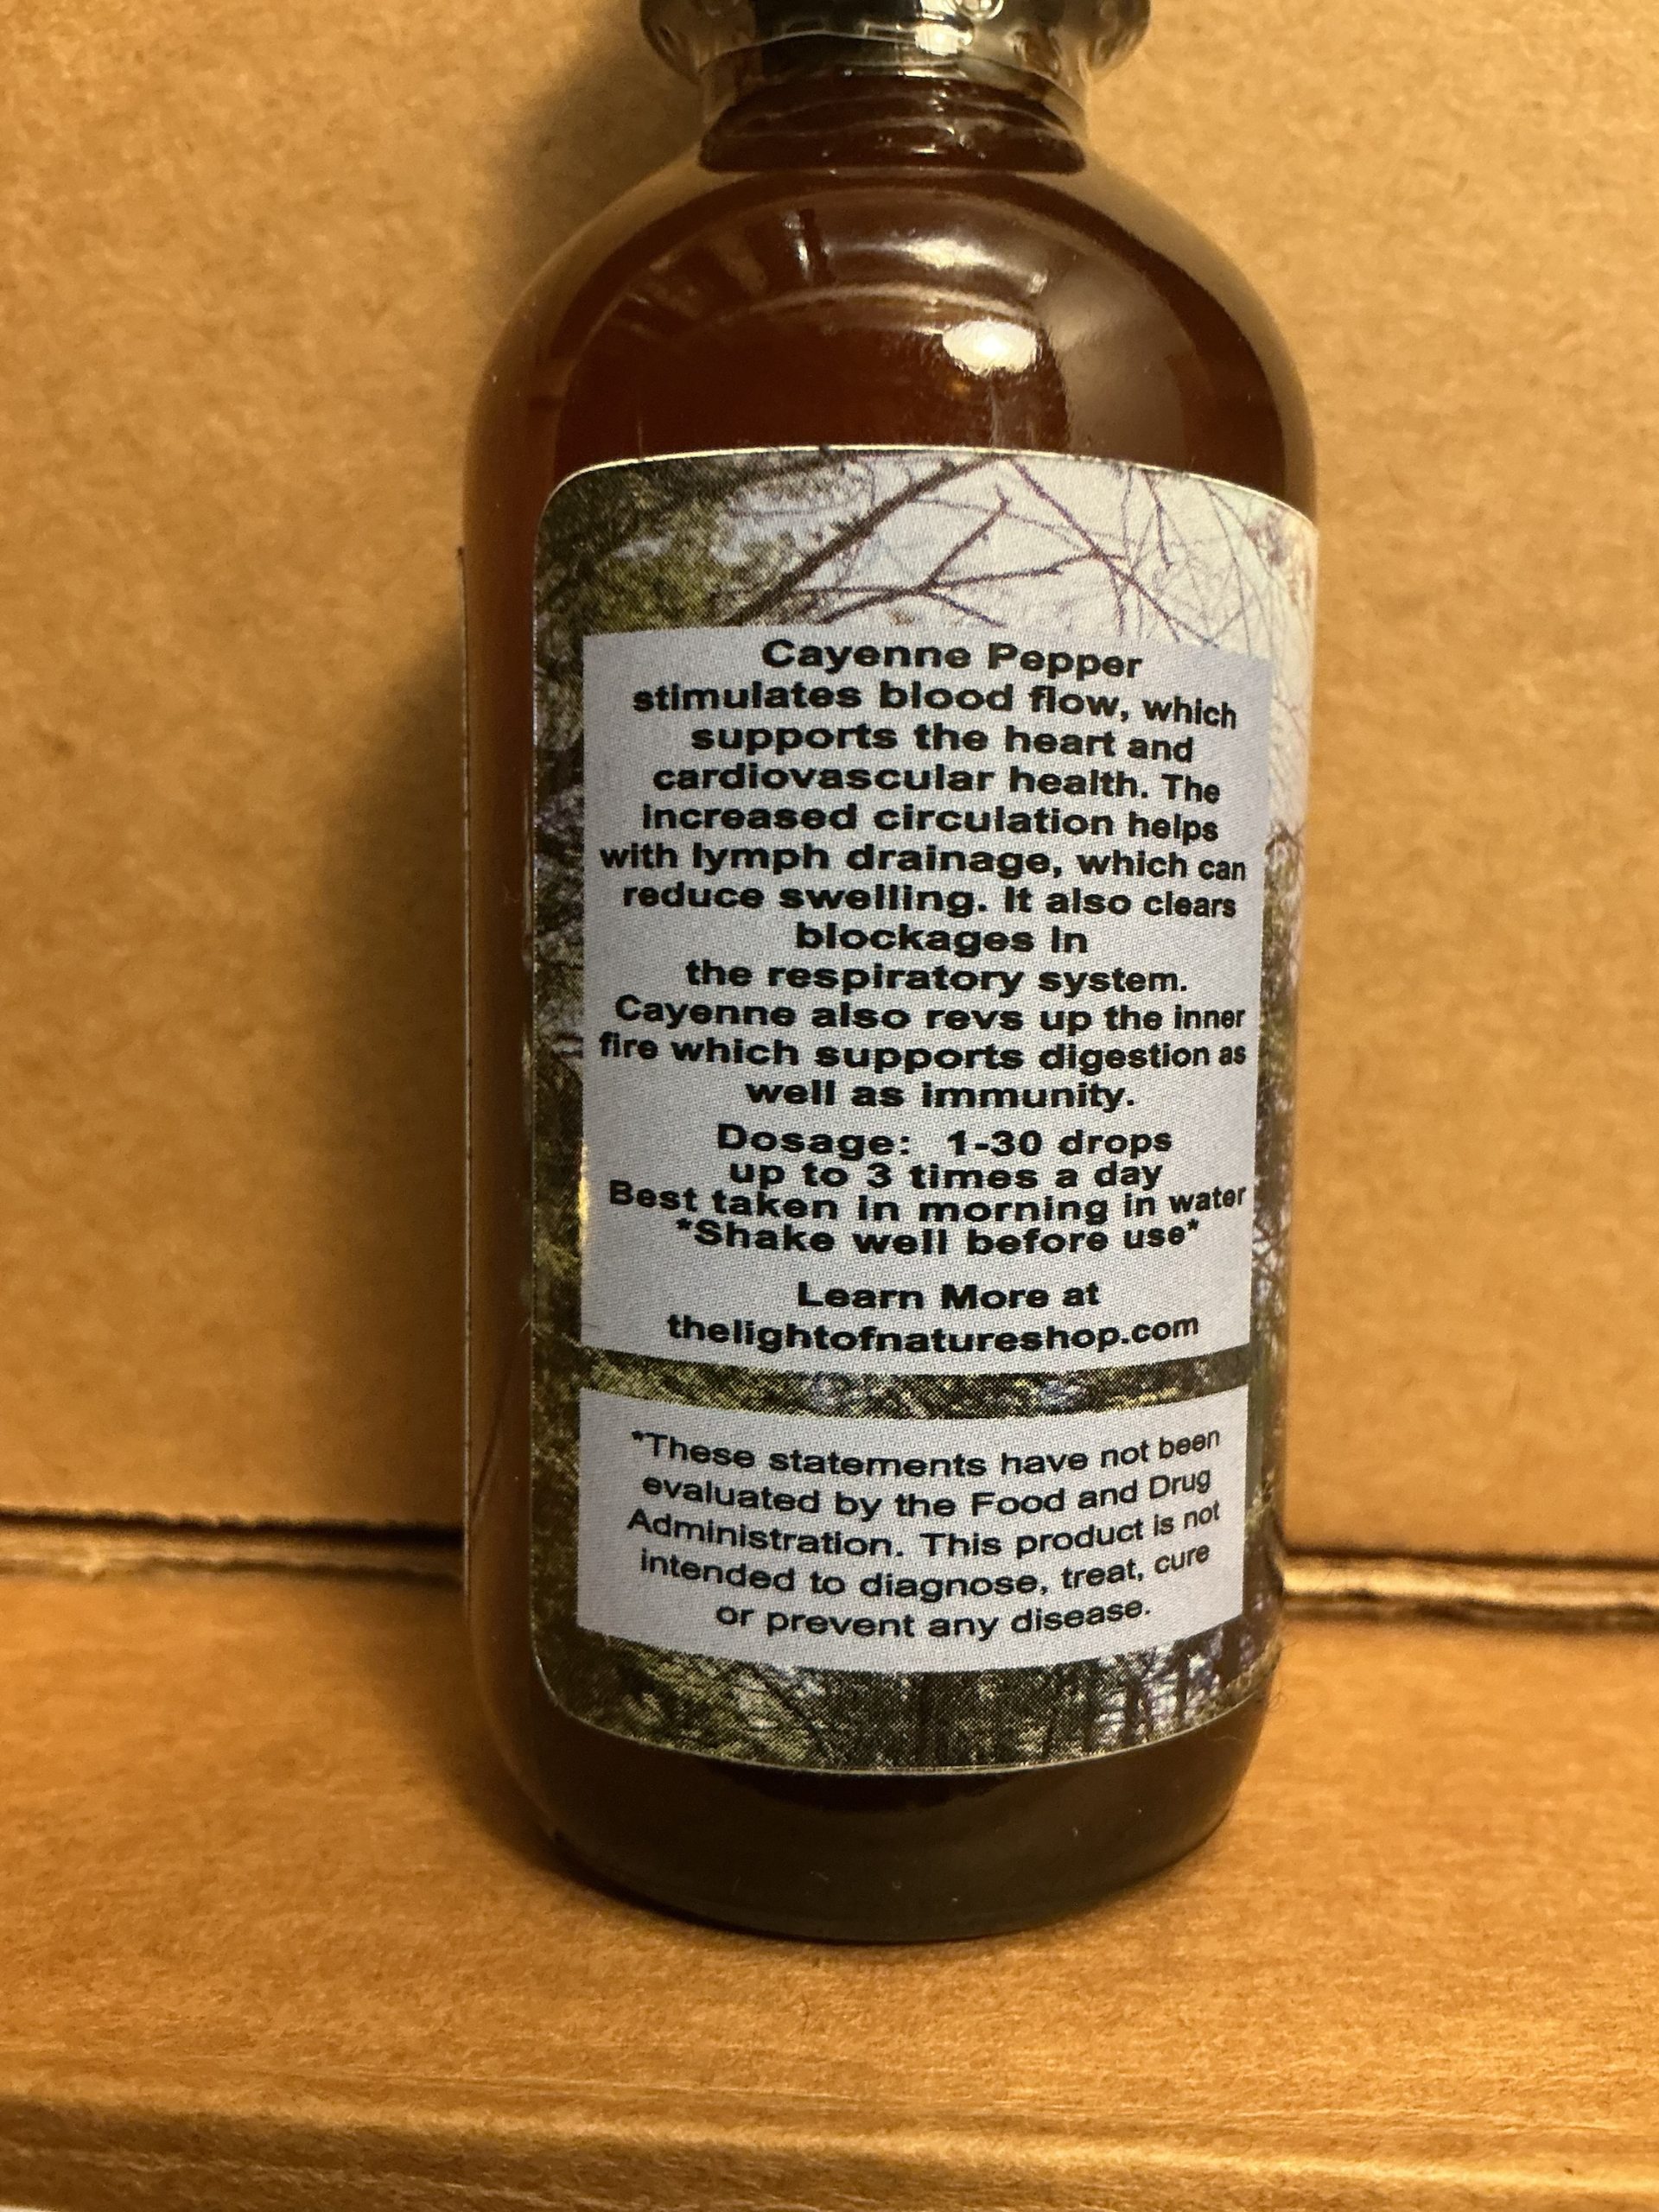 Cayenne Pepper
stimulates blood flow, which
supports the heart and
cardiovascular health. The
increased circulation helps
with lymph drainage, which can
reduce swelling. It also clears
blockages in
the respiratory system.
Cayenne also revs up the inner
fire which supports digestion as
well as immunity.
Dosage: 1-30 drops
up to 3 times a day
Best taken in morning in water
*Shake well before use*
Learn More at
thelightofnatureshop.com
*These statements have not been
evaluated by the Food and Drug
Administration. This product is not
intended to diagnose, treat, cure
or prevent any disease.